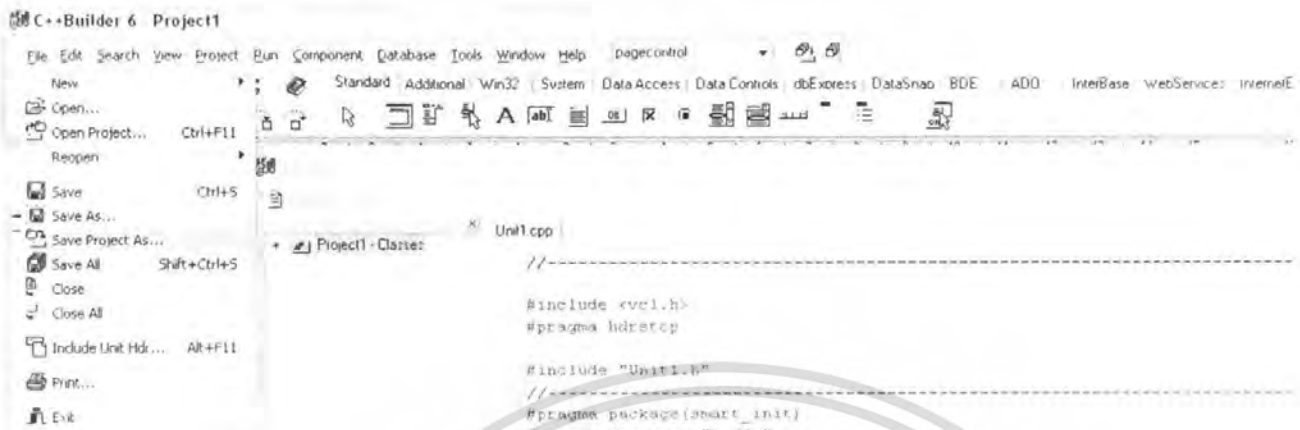 C++Builder 6 Project1
File Edit Search View Project Run Component Database Tools Window Help pagecontrol
New
Standard Additional Win32 System Data Access Data Controls dbExpress DataSnap BDE ADO InterBase WebServices InternetE
Open...
Open Project... Ctrl+F11
Reopen
Save Ctrl+S
Save As...
Save Project As...
Save All Shift+Ctrl+S
Close
Close All
Include Unit Hdr... Alt+F11
Print...
Exit
Project1 - Classes
Unit1.cpp
//--------------------------------------------------------------------
#include <vcl.h>
#pragma hdrstop
#include "Unit1.h"
//--------------------------------------------------------------------
#pragma package(smart_init)